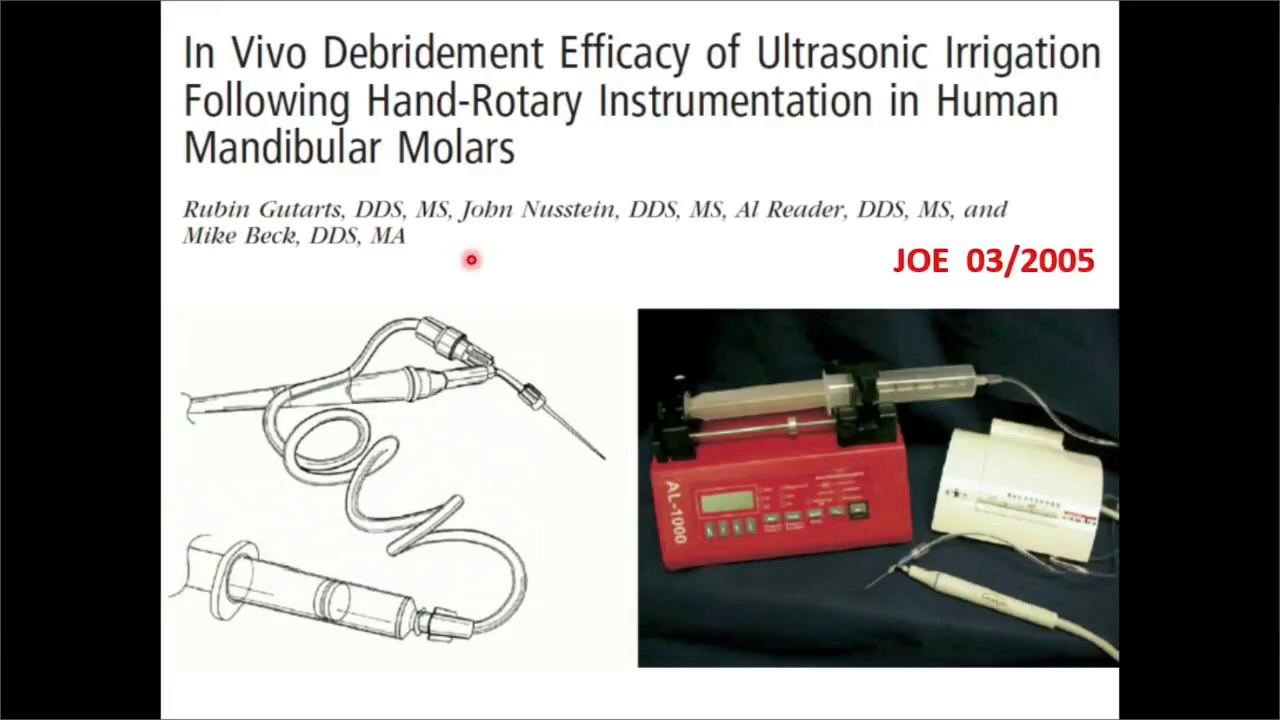 In Vivo Debridement Efficacy of Ultrasonic Irrigation
Following Hand-Rotary Instrumentation in Human
Mandibular Molars
Rubin Gutarts, DDS, MS, John Nusstein, DDS, MS, Al Reader, DDS, MS, and
Mike Beck, DDS, MA
JOE 03/2005
AL-1000